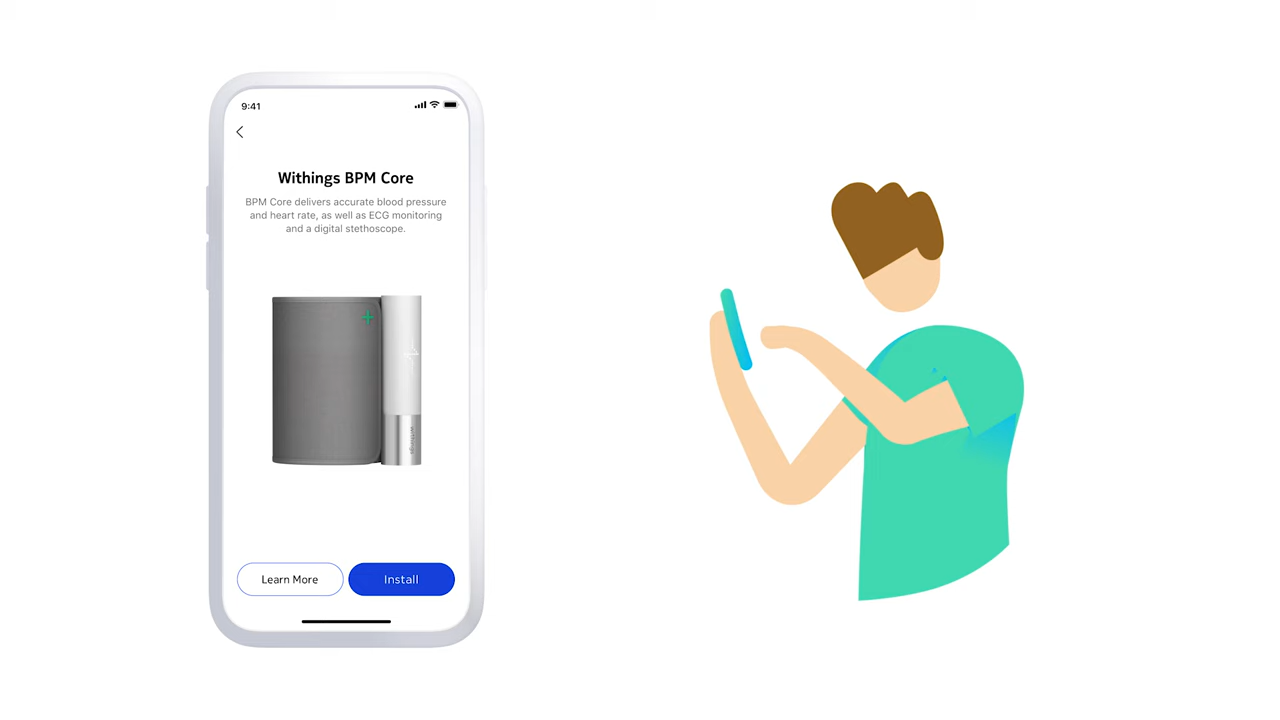 9:41
Withings BPM Core
BPM Core delivers accurate blood pressure
and heart rate, as well as ECG monitoring
and a digital stethoscope.
withings
Learn More
Install